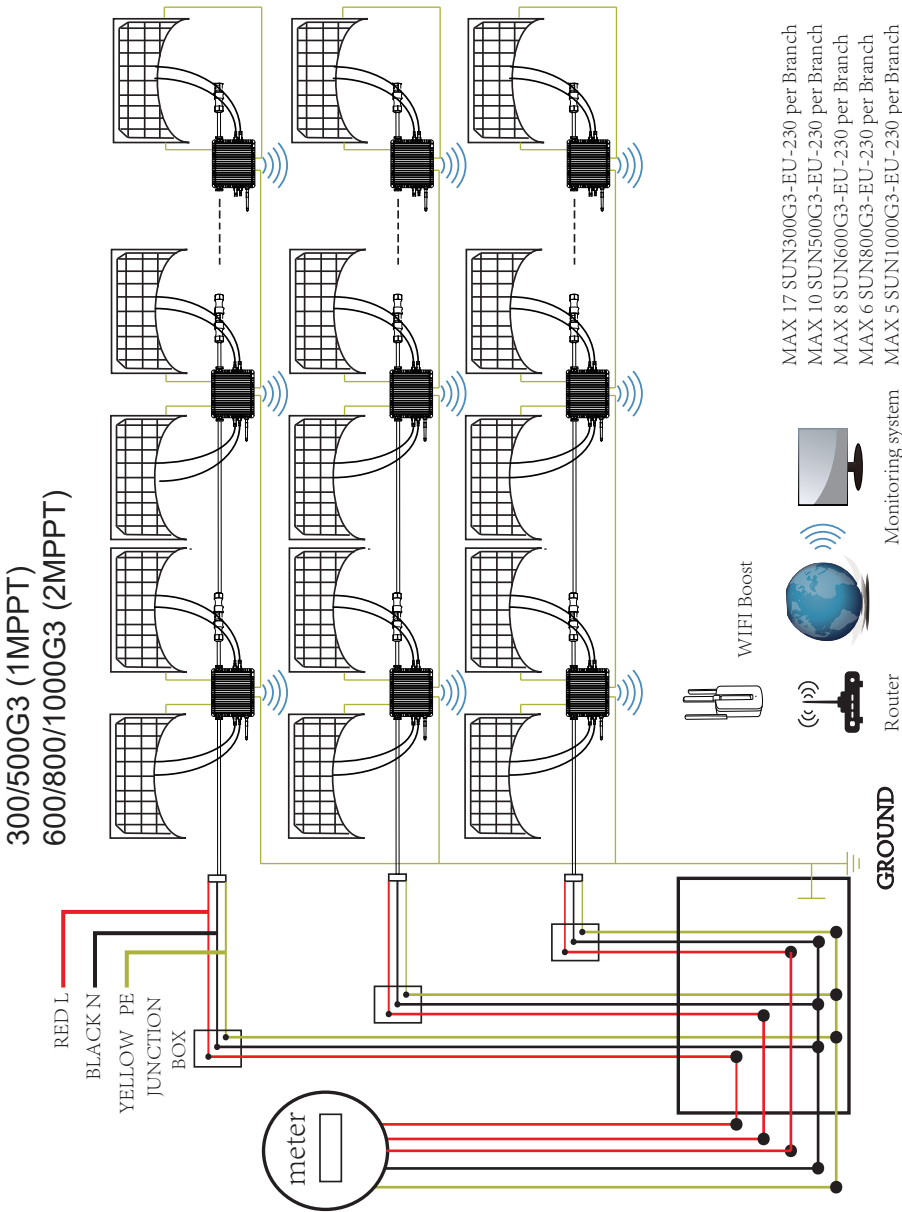 300/500G3 (1MPPT)
600/800/1000G3 (2MPPT)
RED L
BLACK N
YELLOW PE
JUNCTION
BOX
meter
GROUND
WIFI Boost
Router
Monitoring system
MAX 17 SUN300G3-EU-230 per Branch
MAX 10 SUN500G3-EU-230 per Branch
MAX 8 SUN600G3-EU-230 per Branch
MAX 6 SUN800G3-EU-230 per Branch
MAX 5 SUN1000G3-EU-230 per Branch